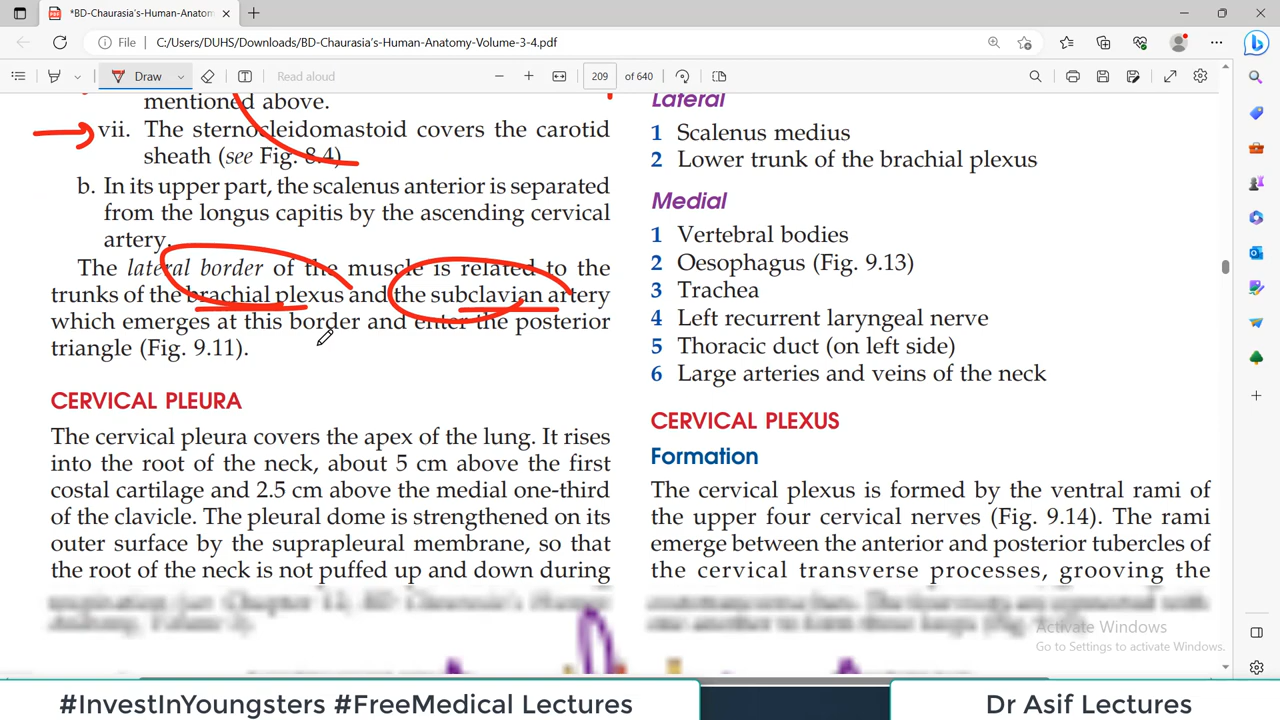 *BD-Chaurasia's-Human-Anatom
File
C:/Users/DUHS/Downloads/BD-Chaurasia's-Human-Anatomy-Volume-3-4.pdf
Draw
Read aloud
209 of 640
mentioned above.
vii. The sternocleidomastoid covers the carotid
sheath (see Fig. 8.4)
b. In its upper part, the scalenus anterior is separated
from the longus capitis by the ascending cervical
artery.
The lateral border of the muscle is related to the
trunks of the brachial plexus and the subclavian artery
which emerges at this border and enter the posterior
triangle (Fig. 9.11).
CERVICAL PLEURA
The cervical pleura covers the apex of the lung. It rises
into the root of the neck, about 5 cm above the first
costal cartilage and 2.5 cm above the medial one-third
of the clavicle. The pleural dome is strengthened on its
outer surface by the suprapleural membrane, so that
the root of the neck is not puffed up and down during
Lateral
1 Scalenus medius
2 Lower trunk of the brachial plexus
Medial
1 Vertebral bodies
2 Oesophagus (Fig. 9.13)
3 Trachea
4 Left recurrent laryngeal nerve
5 Thoracic duct (on left side)
6 Large arteries and veins of the neck
CERVICAL PLEXUS
Formation
The cervical plexus is formed by the ventral rami of
the upper four cervical nerves (Fig. 9.14). The rami
emerge between the anterior and posterior tubercles of
the cervical transverse processes, grooving the
Activate Windows
Go to Settings to activate Windows.
#InvestInYoungsters #FreeMedical Lectures
Dr Asif Lectures